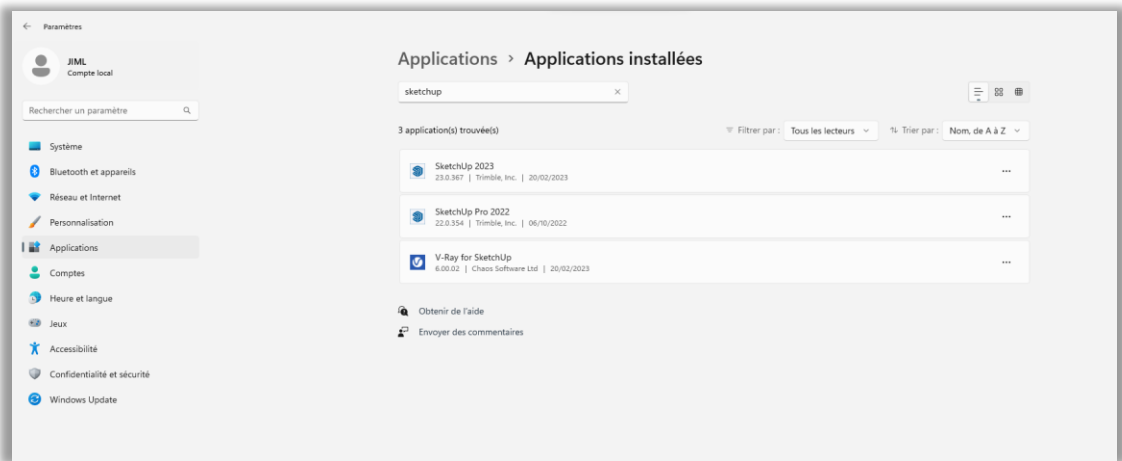 Paramètres
JIML
Compte local
Rechercher un paramètre
Système
Bluetooth et appareils
Réseau et Internet
Personnalisation
Applications
Comptes
Heure et langue
Jeux
Accessibilité
Confidentialité et sécurité
Windows Update
Applications > Applications installées
sketchup
3 application(s) trouvée(s)
Filtrer par : Tous les lecteurs
Trier par : Nom, de A à Z
SketchUp 2023
23.0.367 | Trimble, Inc. | 20/02/2023
SketchUp Pro 2022
22.0.354 | Trimble, Inc. | 06/10/2022
V-Ray for SketchUp
6.00.02 | Chaos Software Ltd | 20/02/2023
Obtenir de l'aide
Envoyer des commentaires